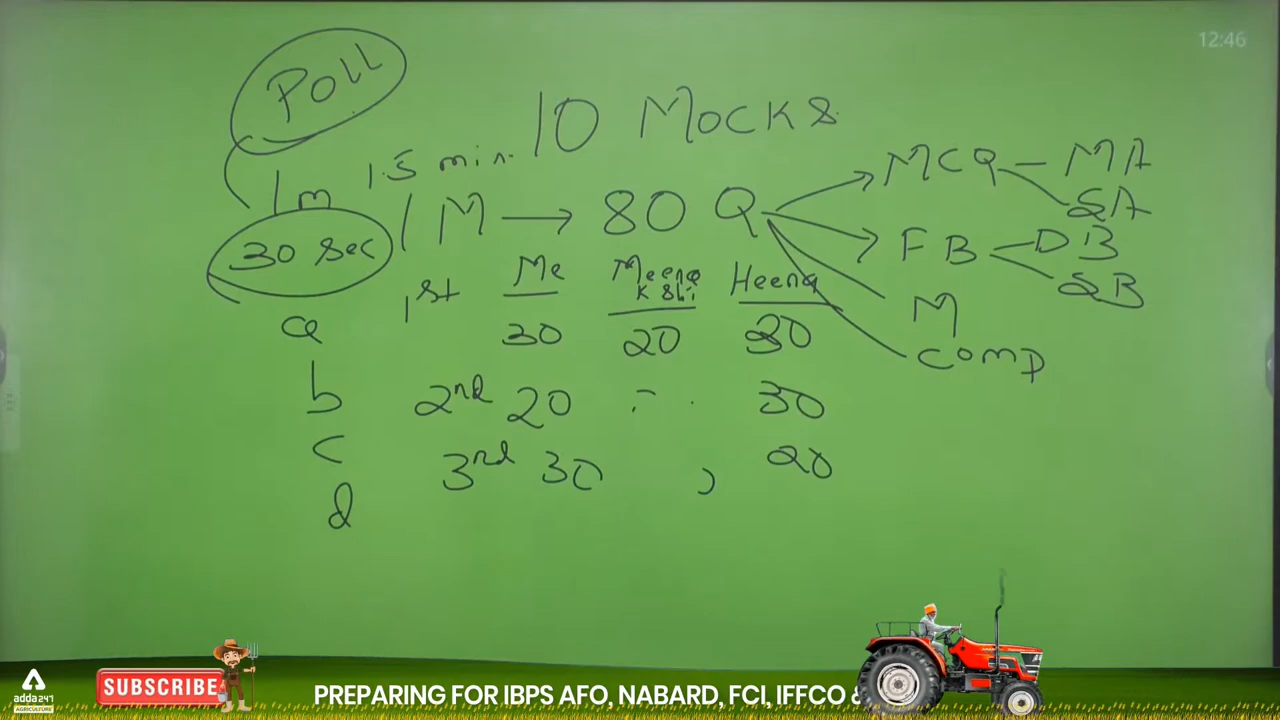 12:46
Poll
10 Mocks
1m
1.5 min.
30 sec
1 M → 80 Q
MCQ - MA
SA
FB - DB
SB
M
comp
Me Meenakshi Heena
1st 30 20 30
a
2nd 20 30
b
3rd 30 , 20
c
d
adda247
AGRICULTURE
SUBSCRIBE
PREPARING FOR IBPS AFO, NABARD, FCI, IFFCO &